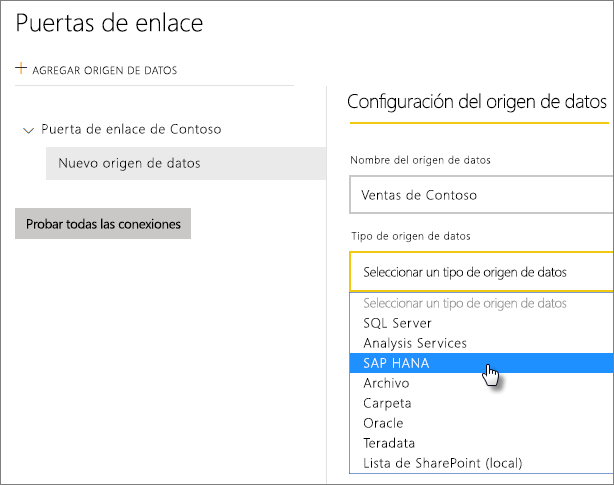 Puertas de enlace
AGREGAR ORIGEN DE DATOS
Puerta de enlace de Contoso
Nuevo origen de datos
Probar todas las conexiones
Configuración del origen de datos
Nombre del origen de datos
Ventas de Contoso
Tipo de origen de datos
Seleccionar un tipo de origen de datos
Seleccionar un tipo de origen de datos
SQL Server
Analysis Services
SAP HANA
Archivo
Carpeta
Oracle
Teradata
Lista de SharePoint (local)